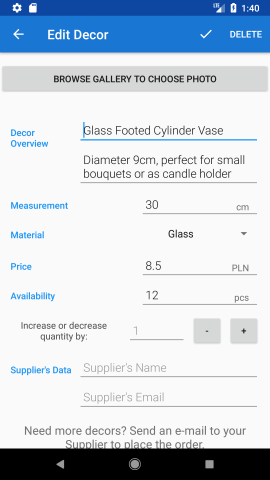 1:40
Edit Decor
DELETE
BROWSE GALLERY TO CHOOSE PHOTO
Decor
Overview
Glass Footed Cylinder Vase
Diameter 9cm, perfect for small
bouquets or as candle holder
Measurement
30
cm
Material
Glass
Price
8.5
PLN
Availability
12
pcs
Increase or decrease
quantity by:
1
-
+
Supplier's Data
Supplier's Name
Supplier's Email
Need more decors? Send an e-mail to your
Supplier to place the order.